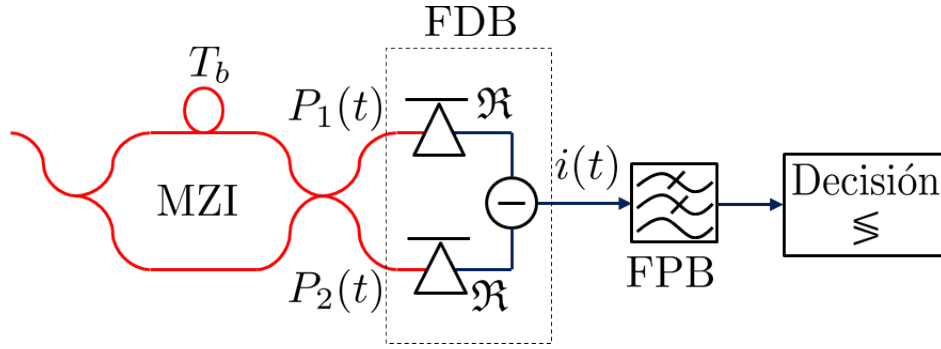 FDB
T_b
P_1(t)
ℜ
MZI
i(t)
Decisión
≶
P_2(t)
ℜ
FPB